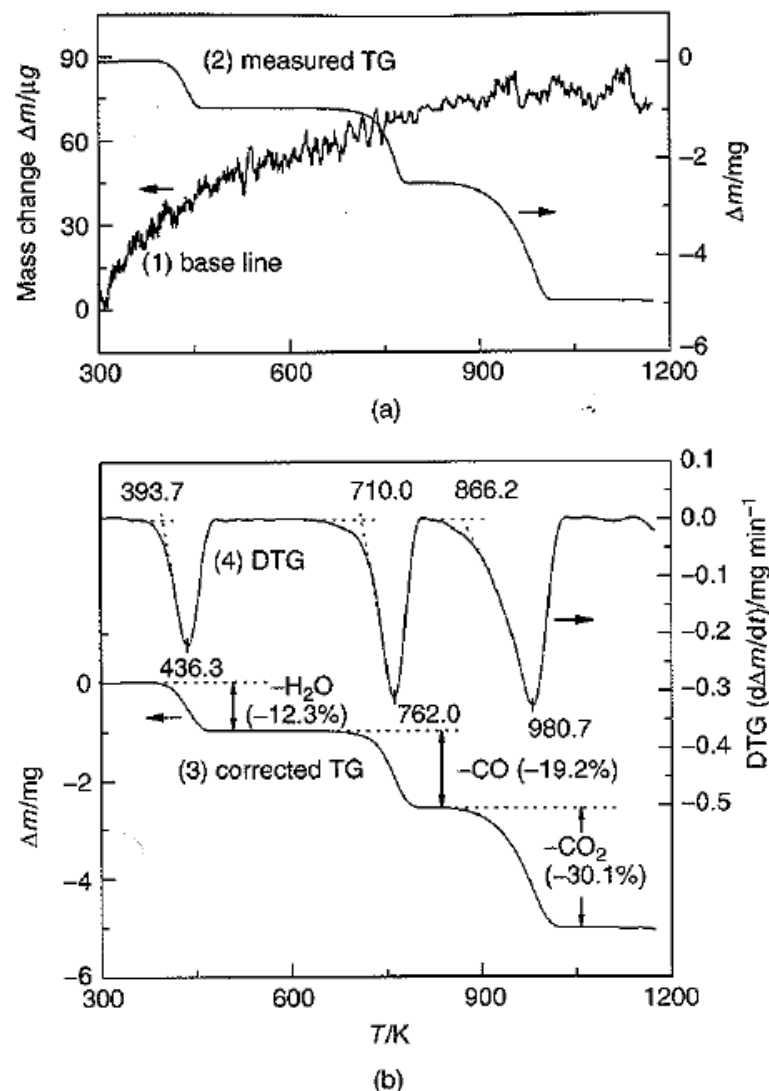 (2) measured TG
(1) base line
Mass change Δm/μg
90
60
30
0
0
−2
−4
−6
Δm/mg
300
600
900
1200
(a)
393.7
710.0
866.2
(4) DTG
436.3
762.0
980.7
−H₂O
(−12.3%)
(3) corrected TG
−CO (−19.2%)
−CO₂
(−30.1%)
Δm/mg
0
−2
−4
−6
0.1
0.0
−0.1
−0.2
−0.3
−0.4
−0.5
DTG (dΔm/dt)/mg min⁻¹
300
600
900
1200
T/K
(b)